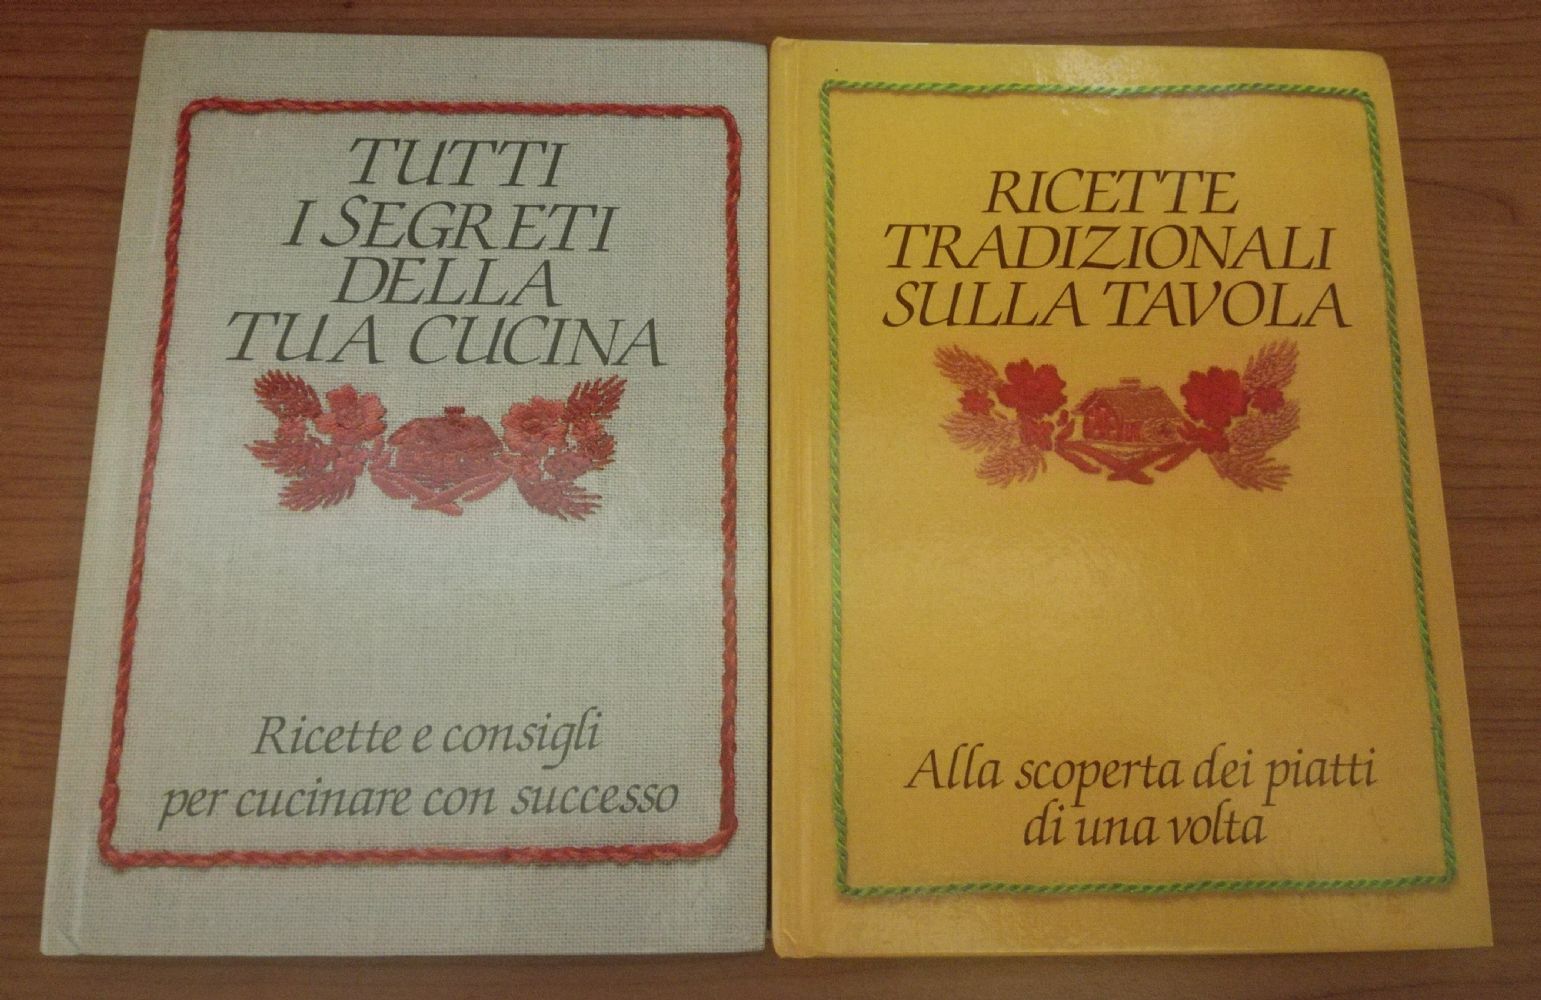 TUTTI
I SEGRETI
DELLA
TUA CUCINA
Ricette e consigli
per cucinare con successo
RICETTE
TRADIZIONALI
SULLA TAVOLA
Alla scoperta dei piatti
di una volta